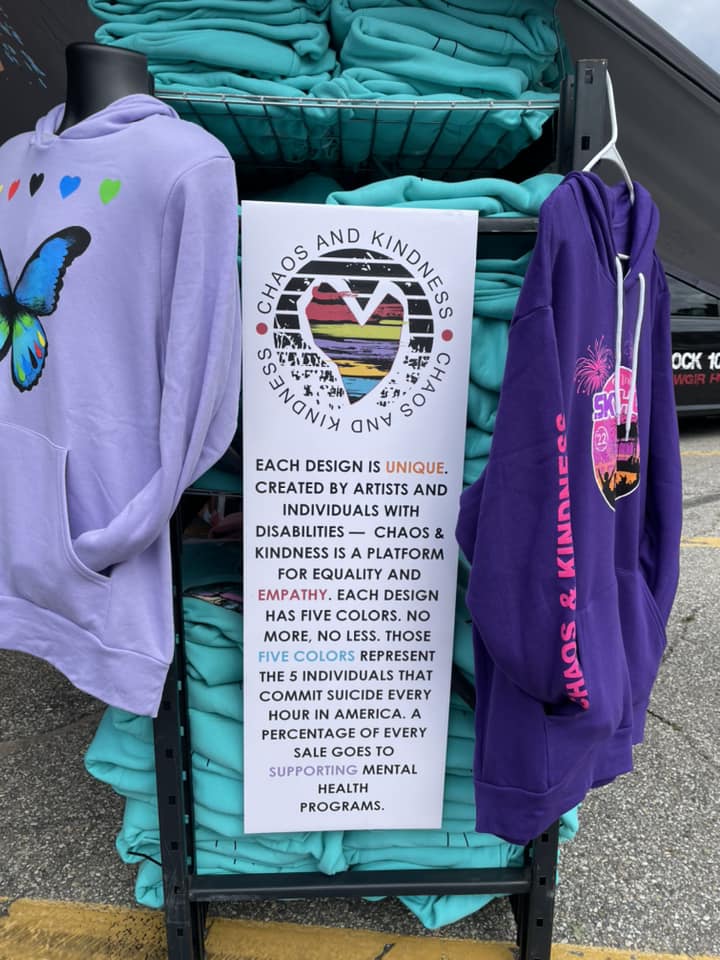 CHAOS AND KINDNESS
CHAOS AND KINDNESS
EACH DESIGN IS UNIQUE.
CREATED BY ARTISTS AND
INDIVIDUALS WITH
DISABILITIES — CHAOS &
KINDNESS IS A PLATFORM
FOR EQUALITY AND
EMPATHY. EACH DESIGN
HAS FIVE COLORS. NO
MORE, NO LESS. THOSE
FIVE COLORS REPRESENT
THE 5 INDIVIDUALS THAT
COMMIT SUICIDE EVERY
HOUR IN AMERICA. A
PERCENTAGE OF EVERY
SALE GOES TO
SUPPORTING MENTAL
HEALTH
PROGRAMS.
CHAOS & KINDNESS
OCK 10